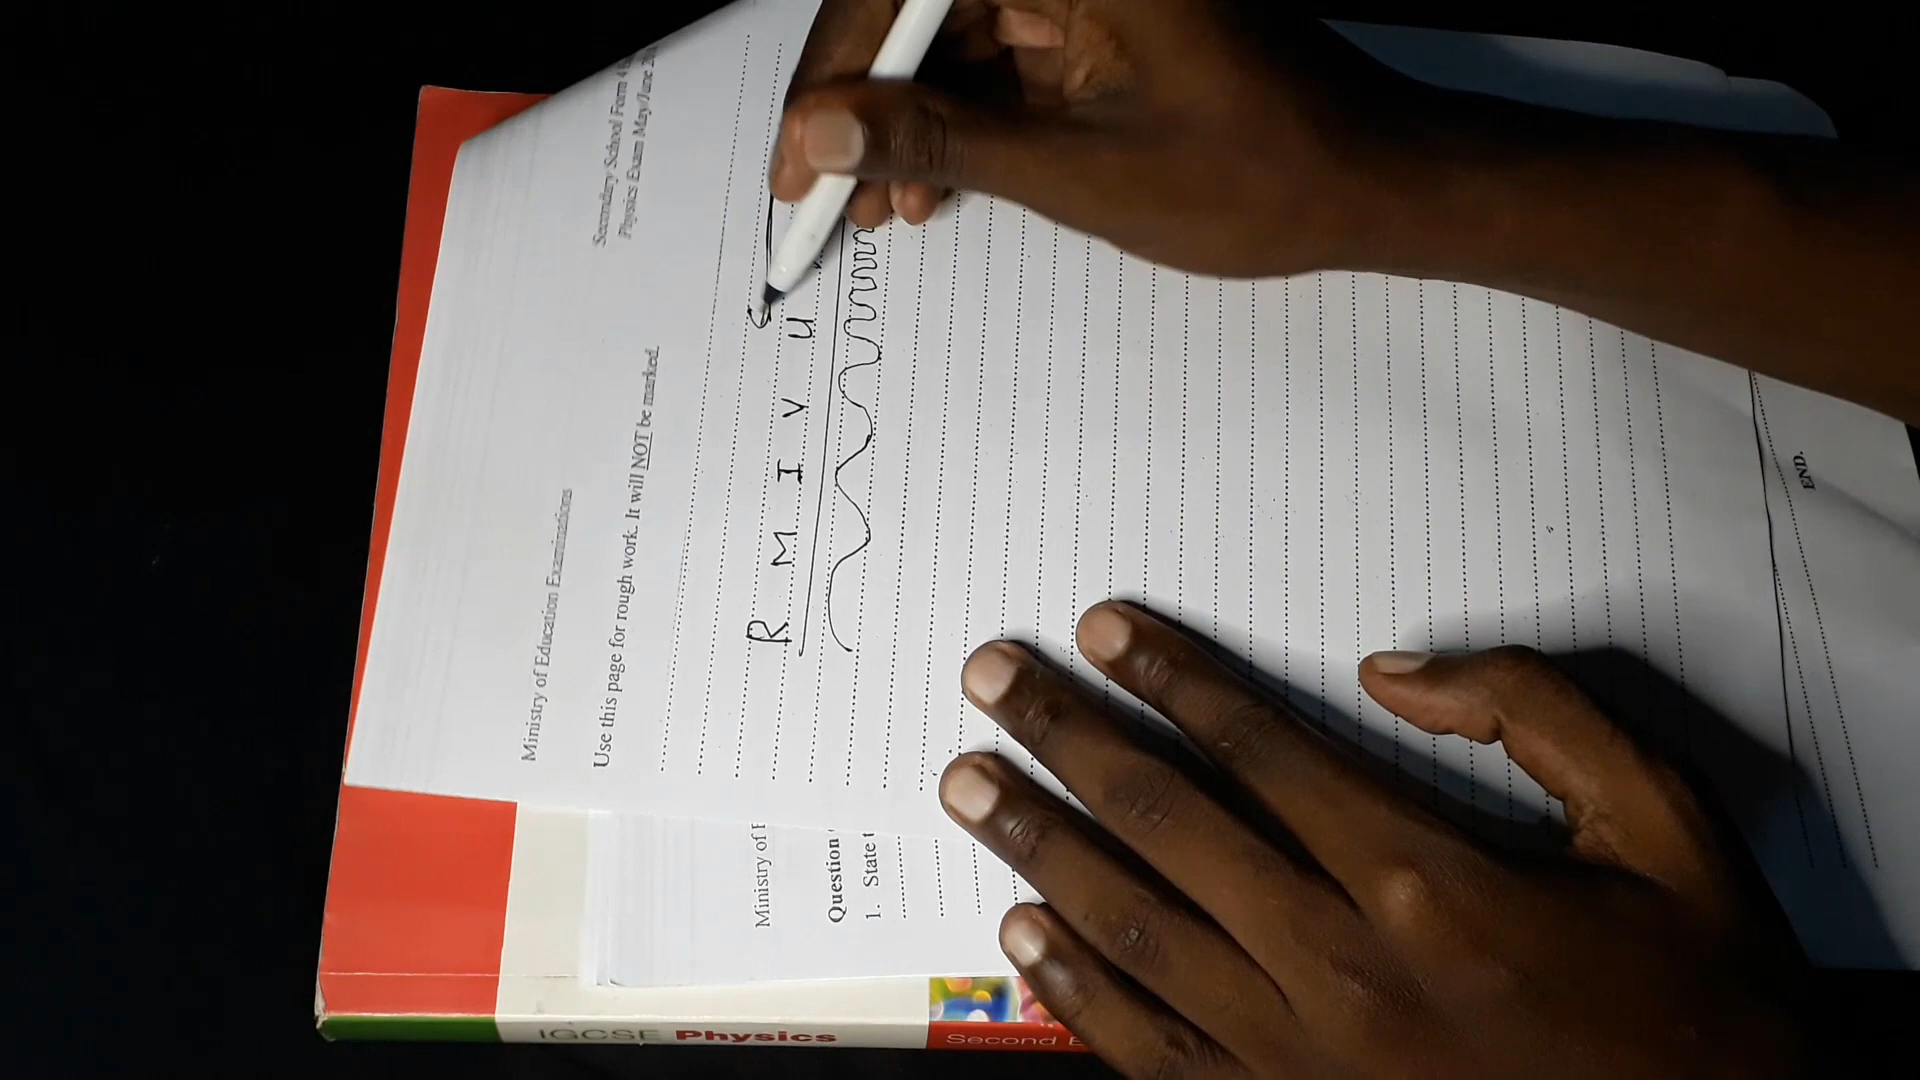 Ministry of Education Examinations
Secondary School Form 4
Physics Exam May/June
Use this page for rough work. It will NOT be marked.
R M I V U
END.
Ministry of
Question
1. State
IGCSE Physics
Second